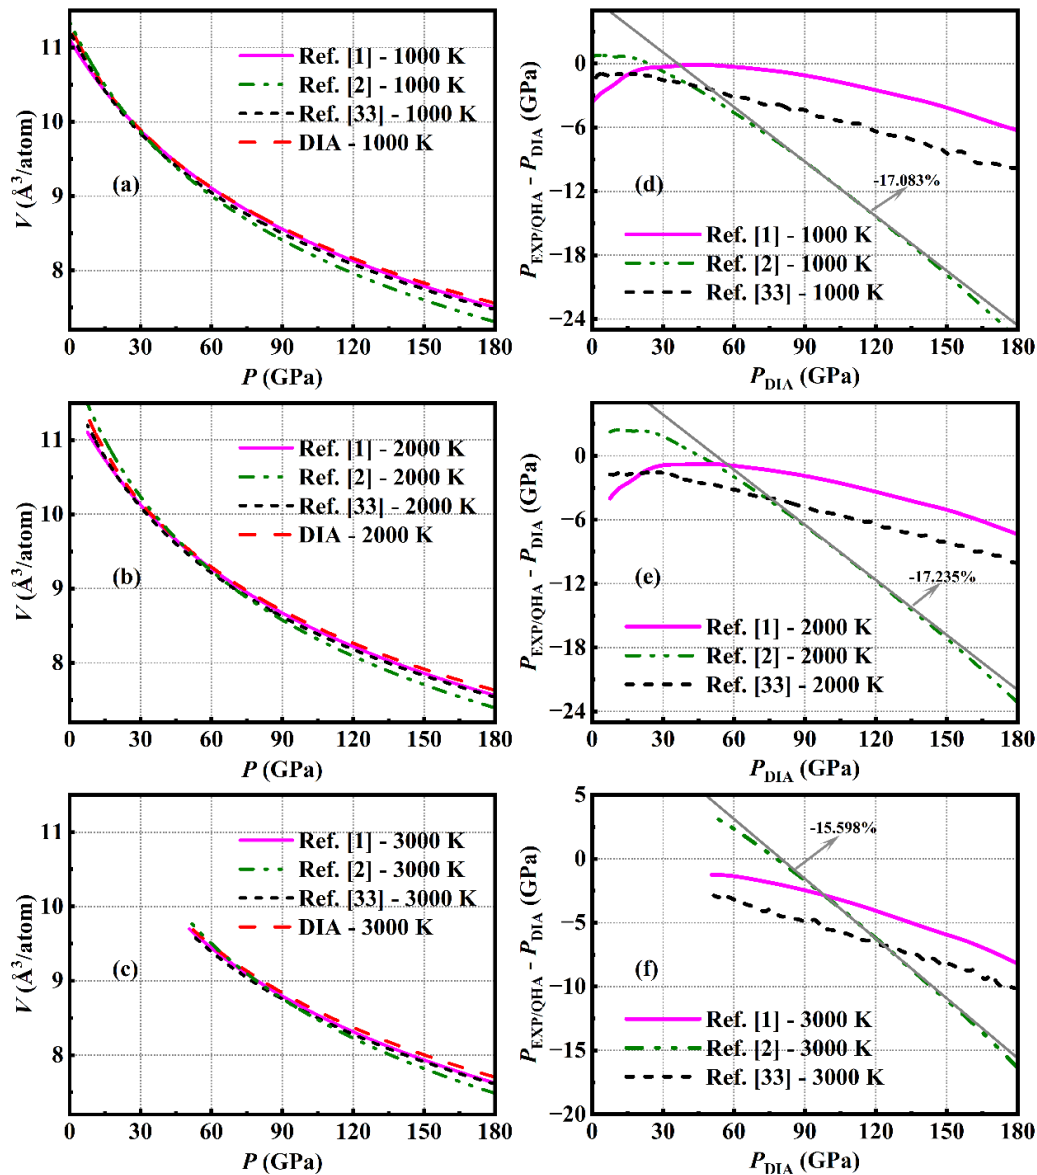 11
10
9
8
V (Å³/atom)
0 30 60 90 120 150 180
P (GPa)
(a)
Ref. [1] - 1000 K
Ref. [2] - 1000 K
Ref. [33] - 1000 K
DIA - 1000 K
0
−6
−12
−18
−24
P_EXP/QHA - P_DIA (GPa)
0 30 60 90 120 150 180
P_DIA (GPa)
(d)
-17.083%
Ref. [1] - 1000 K
Ref. [2] - 1000 K
Ref. [33] - 1000 K
11
10
9
8
V (Å³/atom)
0 30 60 90 120 150 180
P (GPa)
(b)
Ref. [1] - 2000 K
Ref. [2] - 2000 K
Ref. [33] - 2000 K
DIA - 2000 K
0
−6
−12
−18
−24
P_EXP/QHA - P_DIA (GPa)
0 30 60 90 120 150 180
P_DIA (GPa)
(e)
-17.235%
Ref. [1] - 2000 K
Ref. [2] - 2000 K
Ref. [33] - 2000 K
11
10
9
8
V (Å³/atom)
0 30 60 90 120 150 180
P (GPa)
(c)
Ref. [1] - 3000 K
Ref. [2] - 3000 K
Ref. [33] - 3000 K
DIA - 3000 K
5
0
−5
−10
−15
−20
P_EXP/QHA - P_DIA (GPa)
0 30 60 90 120 150 180
P_DIA (GPa)
(f)
-15.598%
Ref. [1] - 3000 K
Ref. [2] - 3000 K
Ref. [33] - 3000 K